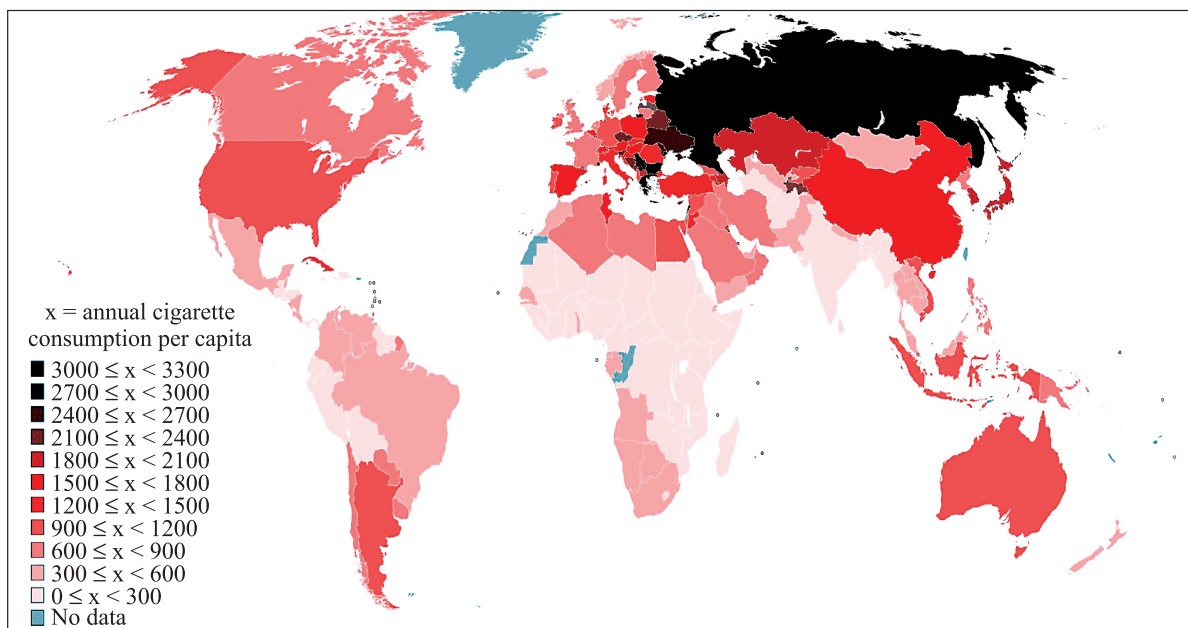 x = annual cigarette
consumption per capita
3000 ≤ x < 3300
2700 ≤ x < 3000
2400 ≤ x < 2700
2100 ≤ x < 2400
1800 ≤ x < 2100
1500 ≤ x < 1800
1200 ≤ x < 1500
900 ≤ x < 1200
600 ≤ x < 900
300 ≤ x < 600
0 ≤ x < 300
No data